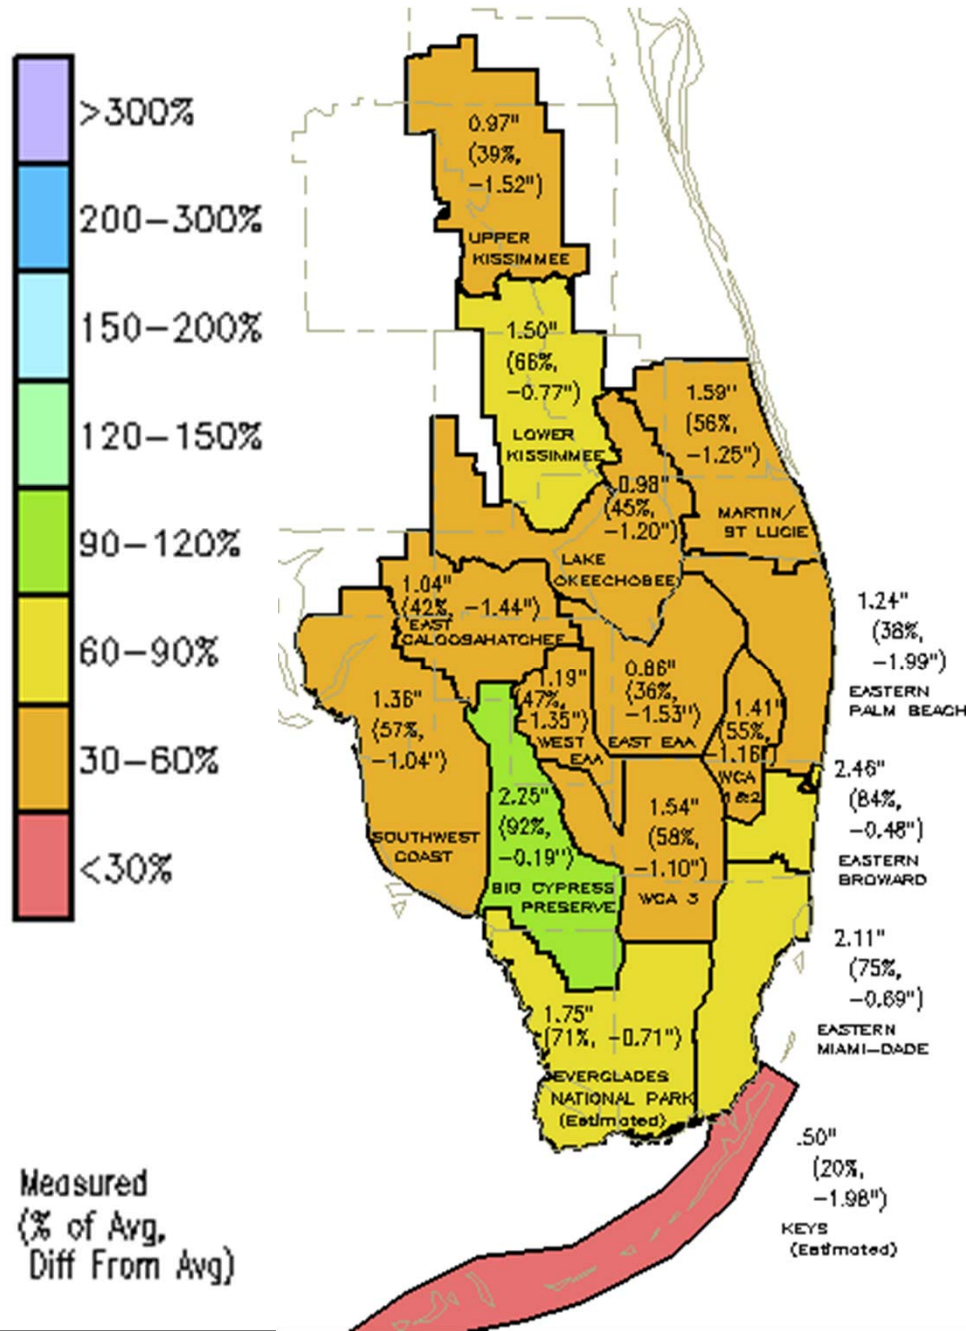 >300%
200-300%
150-200%
120-150%
90-120%
60-90%
30-60%
<30%
Measured
(% of Avg,
Diff From Avg)
0.97"
(39%,
-1.52")
UPPER
KISSIMMEE
1.50"
(66%,
-0.77")
LOWER
KISSIMMEE
1.59"
(56%,
-1.25")
MARTIN/
ST LUCIE
0.98"
(45%,
-1.20")
LAKE
OKEECHOBEE
1.04"
(42%, -1.44")
EAST
CALOOSAHATCHEE
1.24"
(38%,
-1.99")
EASTERN
PALM BEACH
1.36"
(57%,
-1.04")
SOUTHWEST
COAST
1.19"
(47%,
-1.35")
WEST
EAA
0.86"
(36%,
-1.53")
EAST EAA
1.41"
(55%,
-1.16")
WCA
1&2
2.46"
(84%,
-0.48")
EASTERN
BROWARD
2.25"
(92%,
-0.19")
BIG CYPRESS
PRESERVE
1.54"
(58%,
-1.10")
WCA 3
2.11"
(75%,
-0.69")
EASTERN
MIAMI-DADE
1.75"
(71%, -0.71")
EVERGLADES
NATIONAL PARK
(Estimated)
.50"
(20%,
-1.98")
KEYS
(Estimated)